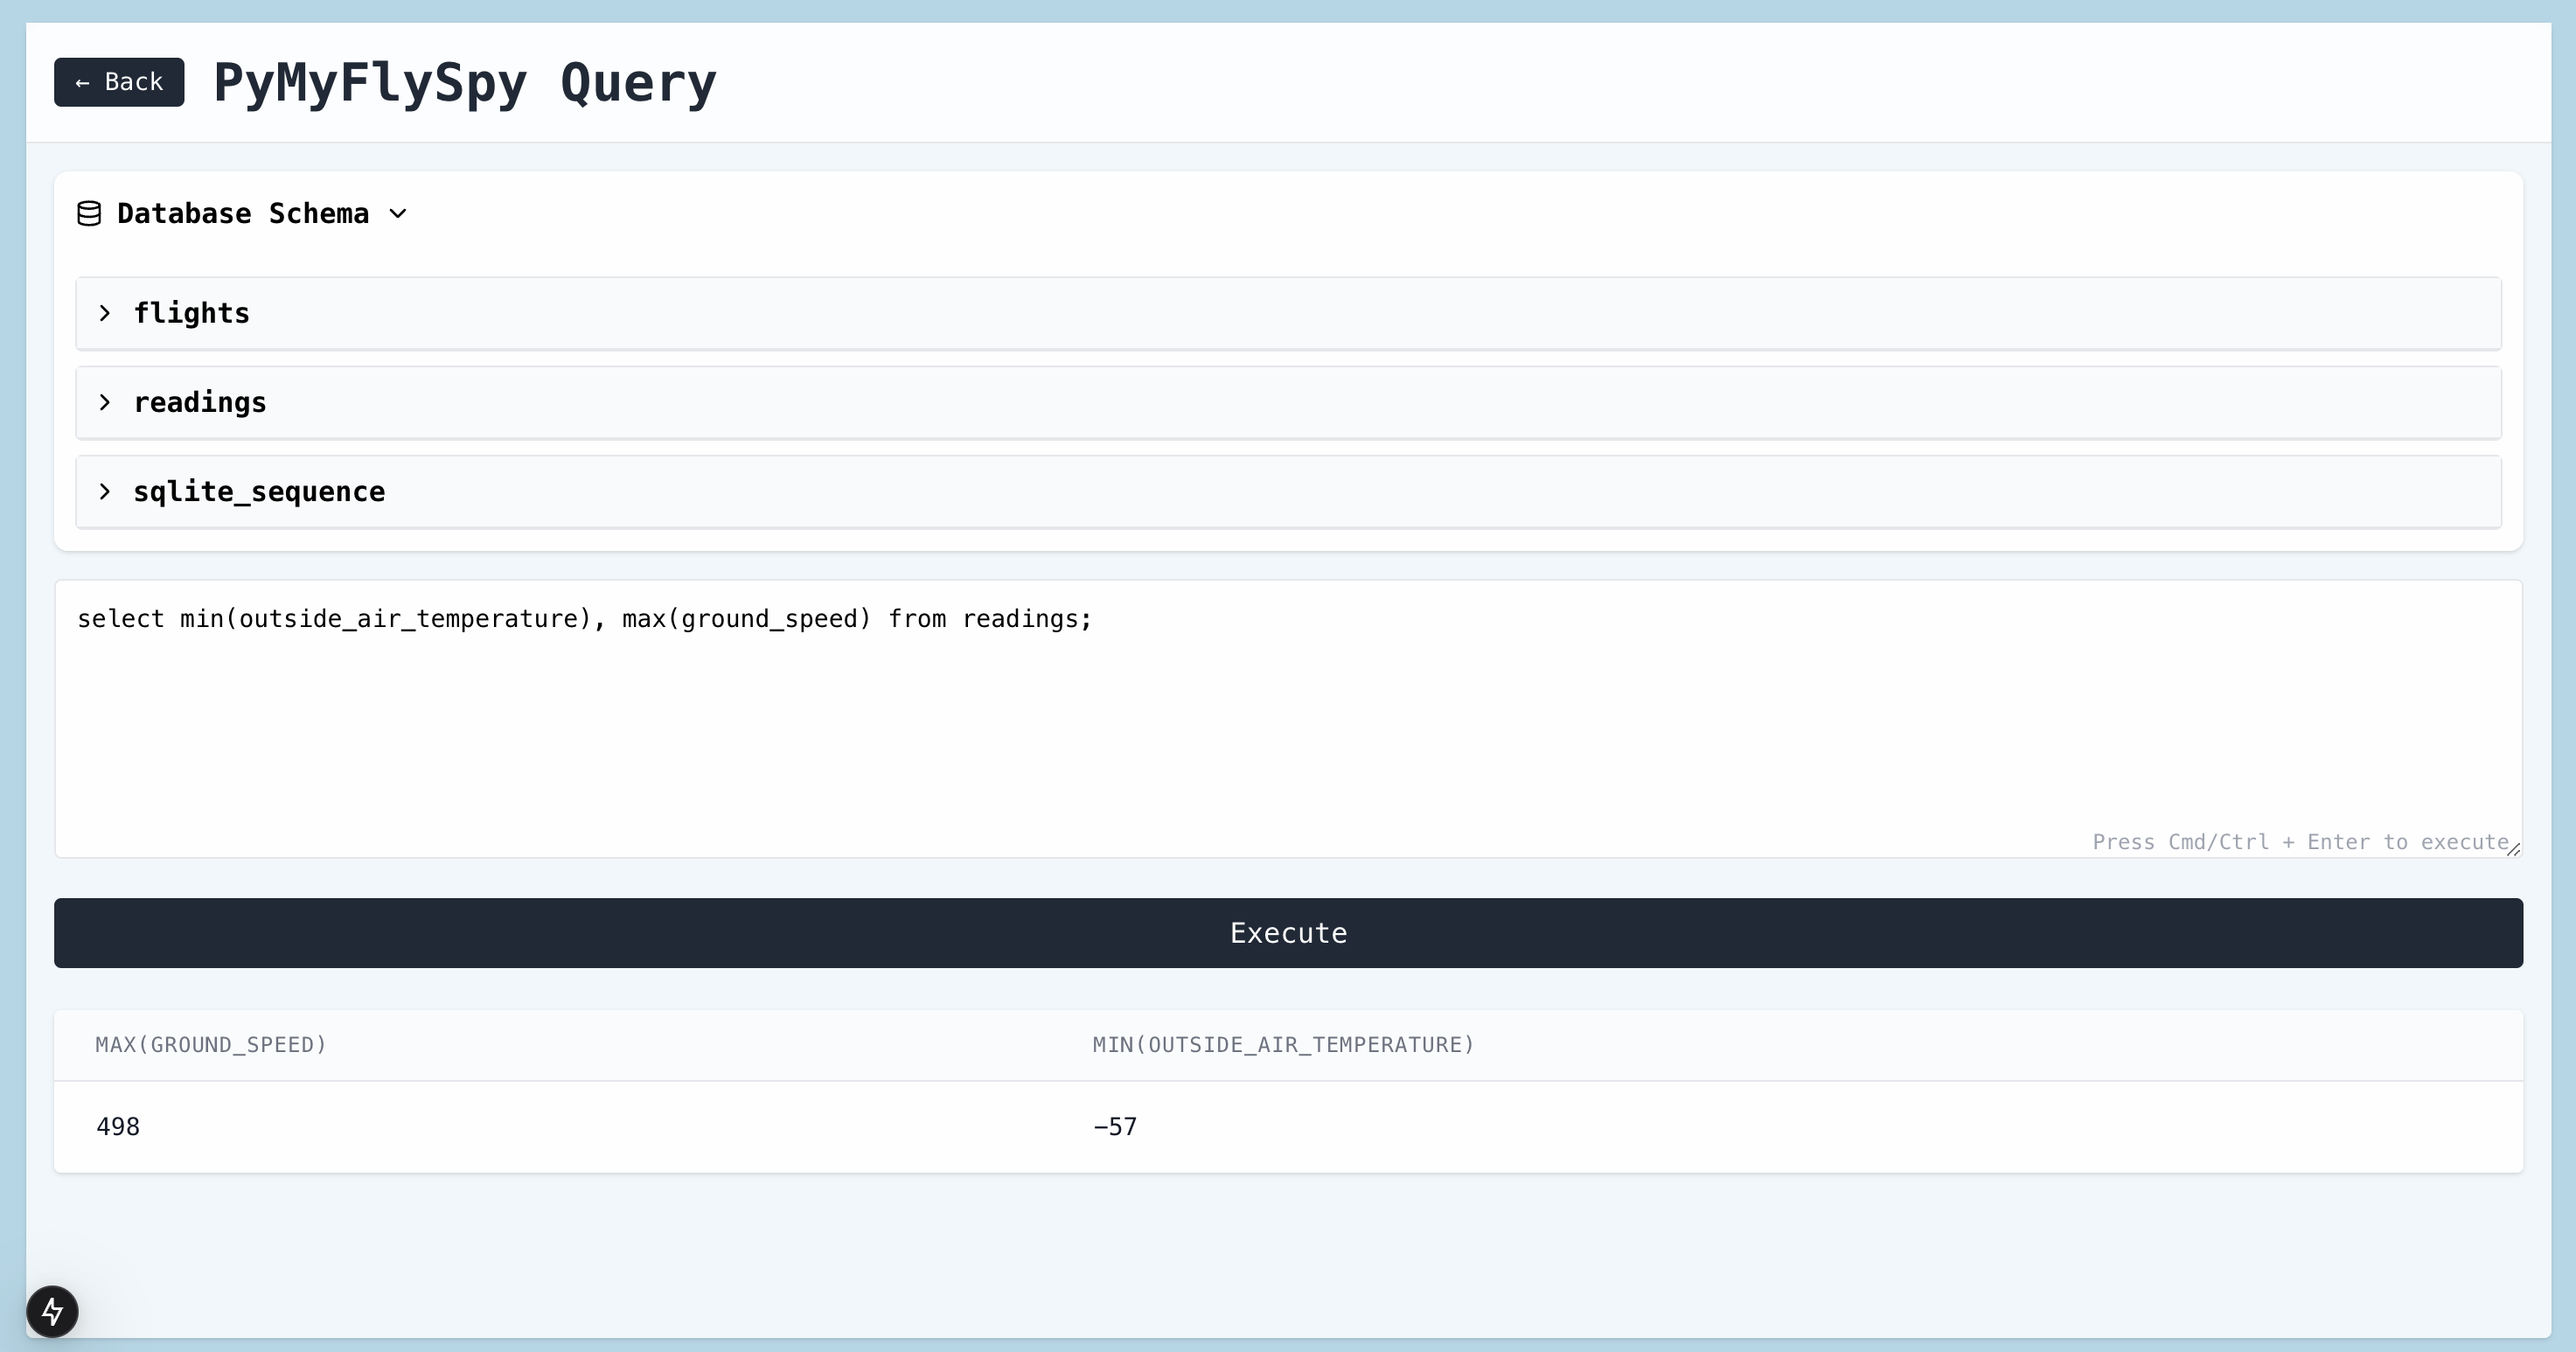 ← Back PyMyFlySpy Query
Database Schema
flights
readings
sqlite_sequence
select min(outside_air_temperature), max(ground_speed) from readings;
Press Cmd/Ctrl + Enter to execute
Execute
MAX(GROUND_SPEED) MIN(OUTSIDE_AIR_TEMPERATURE)
498 −57